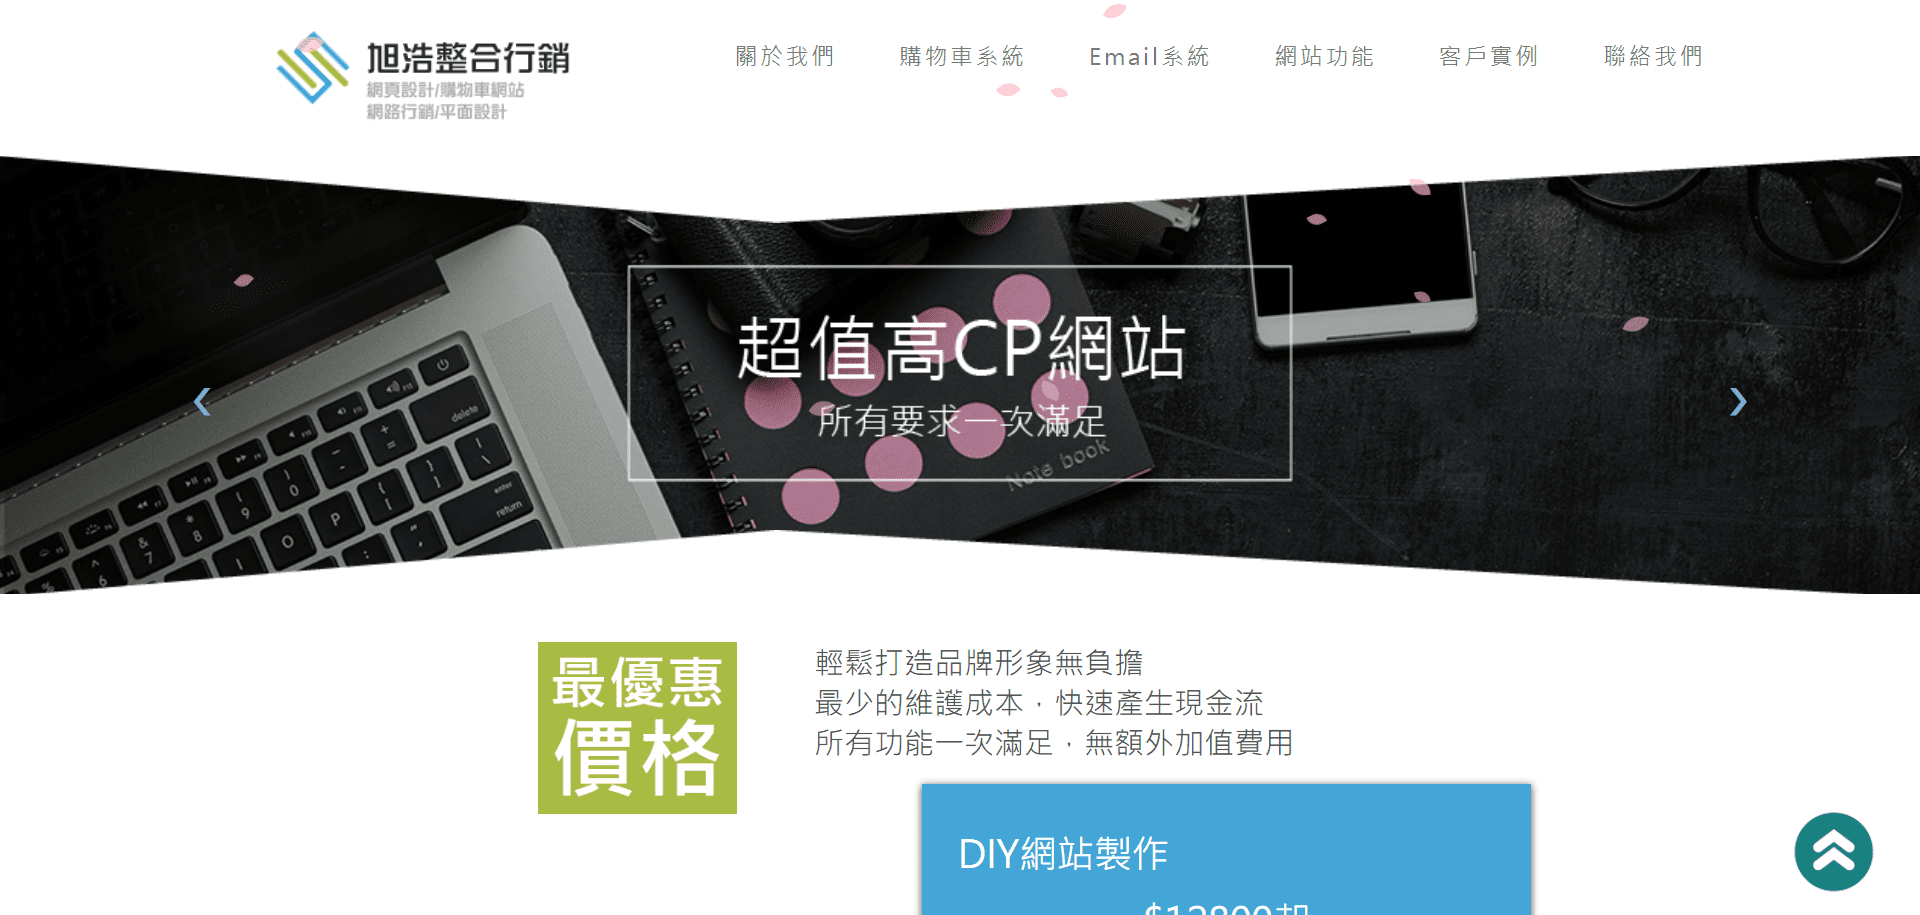 旭浩整合行銷
網頁設計/購物車網站
網路行銷/平面設計
關於我們
購物車系統
Email系統
網站功能
客戶實例
聯絡我們
超值高CP網站
所有要求一次滿足
Note book
delete
enter
return
最優惠
價格
輕鬆打造品牌形象無負擔
最少的維護成本，快速產生現金流
所有功能一次滿足，無額外加值費用
DIY網站製作